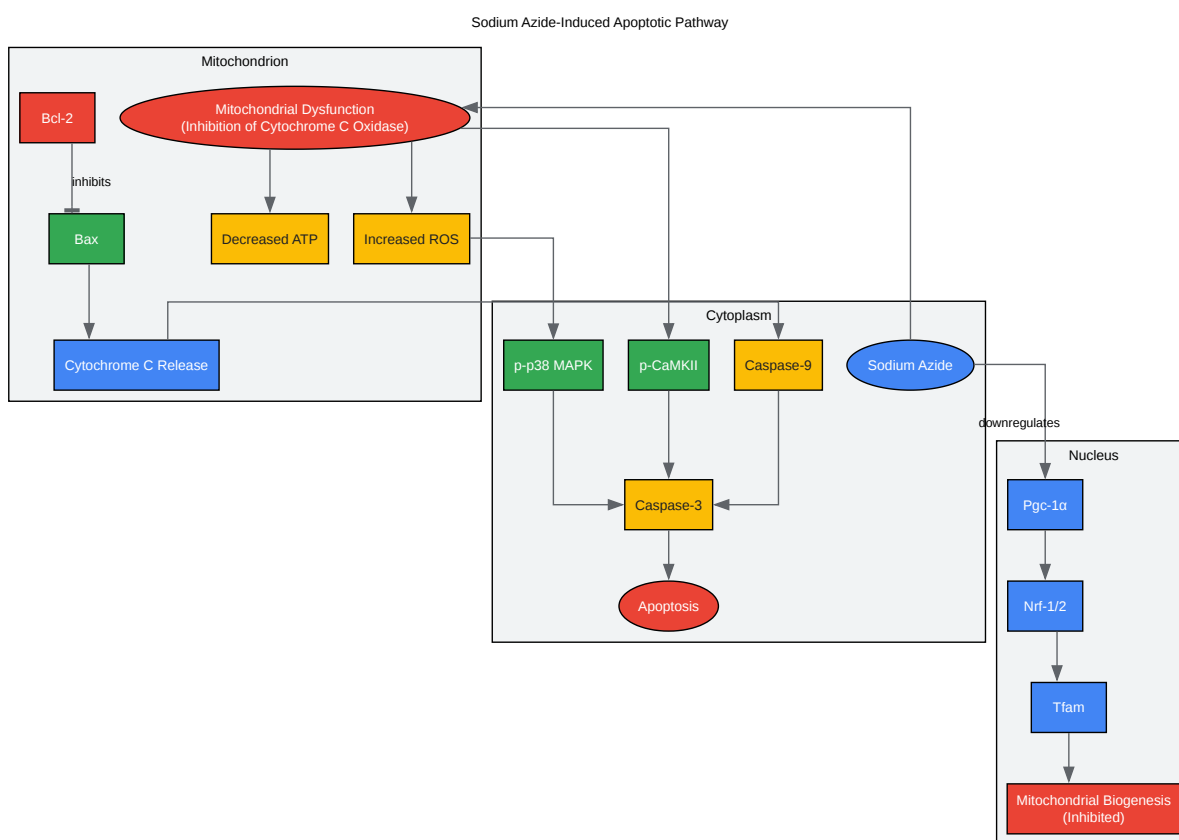 Sodium Azide-Induced Apoptotic Pathway
Mitochondrion
Bcl-2
Mitochondrial Dysfunction
(Inhibition of Cytochrome C Oxidase)
inhibits
Bax
Decreased ATP
Increased ROS
Cytochrome C Release
Cytoplasm
p-p38 MAPK
p-CaMKII
Caspase-9
Sodium Azide
downregulates
Caspase-3
Apoptosis
Nucleus
Pgc-1α
Nrf-1/2
Tfam
Mitochondrial Biogenesis
(Inhibited)